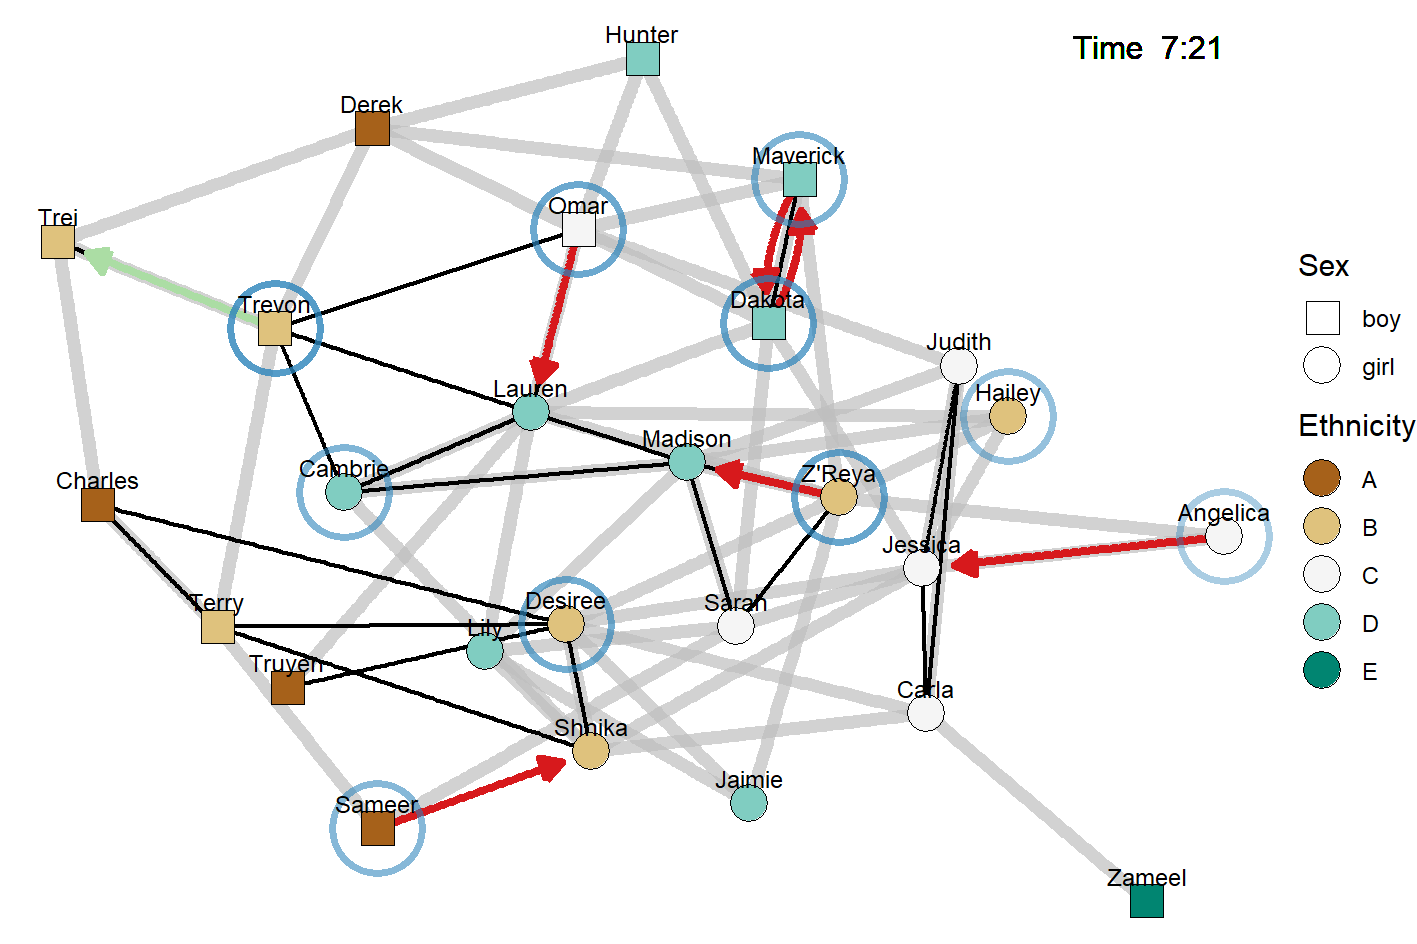 Hunter
Time 7:21
Derek
Maverick
Omar
Trei
Trevon
Dakota
Judith
Lauren
Hailey
Madison
Cambrie
Z'Reya
Charles
Angelica
Jessica
Desiree
Sarah
Terry
Lily
Truyen
Carla
Shnika
Jaimie
Sameer
Zameel
Sex
boy
girl
Ethnicity
A
B
C
D
E